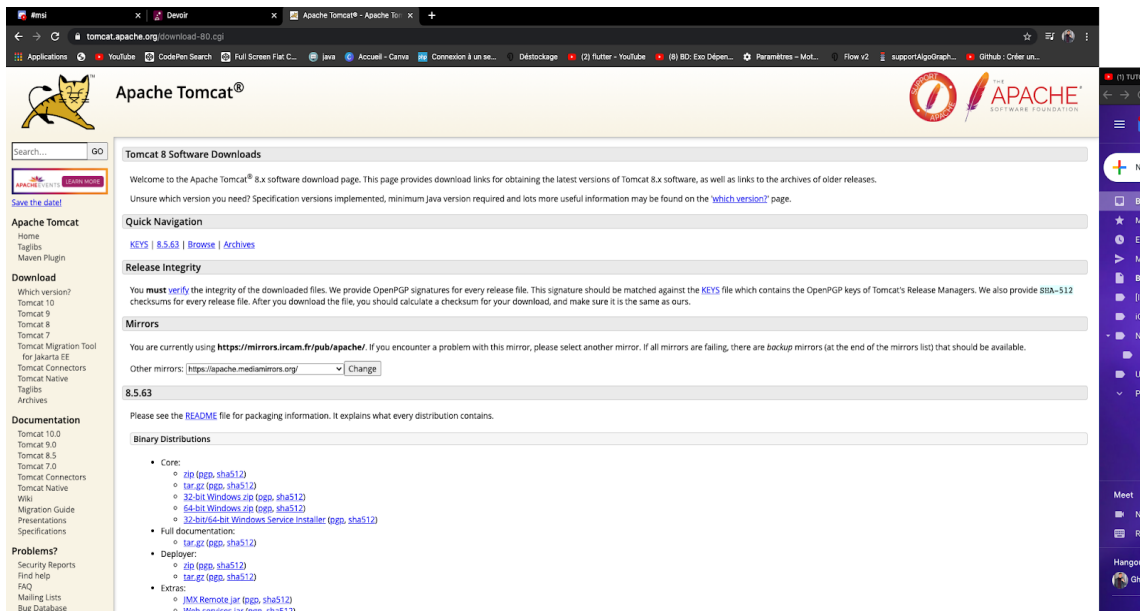 #msi
Devoir
Apache Tomcat® - Apache Tom
tomcat.apache.org/download-80.cgi
Applications
YouTube
CodePen Search
Full Screen Flat C...
java
Accueil – Canva
Connexion à un se...
Déstockage
(2) flutter - YouTube
(8) BD: Exo Dépen...
Paramètres – Mot...
Flow v2
supportAlgoGraph...
Github : Créer un...
Apache Tomcat®
SUPPORT APACHE
THE
APACHE
SOFTWARE FOUNDATION
Search... GO
APACHEEVENTS LEARN MORE
Save the date!
Apache Tomcat
Home
Taglibs
Maven Plugin
Download
Which version?
Tomcat 10
Tomcat 9
Tomcat 8
Tomcat 7
Tomcat Migration Tool
for Jakarta EE
Tomcat Connectors
Tomcat Native
Taglibs
Archives
Documentation
Tomcat 10.0
Tomcat 9.0
Tomcat 8.5
Tomcat 7.0
Tomcat Connectors
Tomcat Native
Wiki
Migration Guide
Presentations
Specifications
Problems?
Security Reports
Find help
FAQ
Mailing Lists
Bug Database
Tomcat 8 Software Downloads
Welcome to the Apache Tomcat® 8.x software download page. This page provides download links for obtaining the latest versions of Tomcat 8.x software, as well as links to the archives of older releases.
Unsure which version you need? Specification versions implemented, minimum Java version required and lots more useful information may be found on the 'which version?' page.
Quick Navigation
KEYS | 8.5.63 | Browse | Archives
Release Integrity
You must verify the integrity of the downloaded files. We provide OpenPGP signatures for every release file. This signature should be matched against the KEYS file which contains the OpenPGP keys of Tomcat's Release Managers. We also provide SHA-512
checksums for every release file. After you download the file, you should calculate a checksum for your download, and make sure it is the same as ours.
Mirrors
You are currently using https://mirrors.ircam.fr/pub/apache/. If you encounter a problem with this mirror, please select another mirror. If all mirrors are failing, there are backup mirrors (at the end of the mirrors list) that should be available.
Other mirrors: https://apache.mediamirrors.org/ Change
8.5.63
Please see the README file for packaging information. It explains what every distribution contains.
Binary Distributions
• Core:
zip (pgp, sha512)
tar.gz (pgp, sha512)
32-bit Windows zip (pgp, sha512)
64-bit Windows zip (pgp, sha512)
32-bit/64-bit Windows Service Installer (pgp, sha512)
• Full documentation:
tar.gz (pgp, sha512)
• Deployer:
zip (pgp, sha512)
tar.gz (pgp, sha512)
• Extras:
JMX Remote jar (pgp, sha512)
Web services jar (pgp, sha512)
(1) TUT
Meet
Hangou
Gh